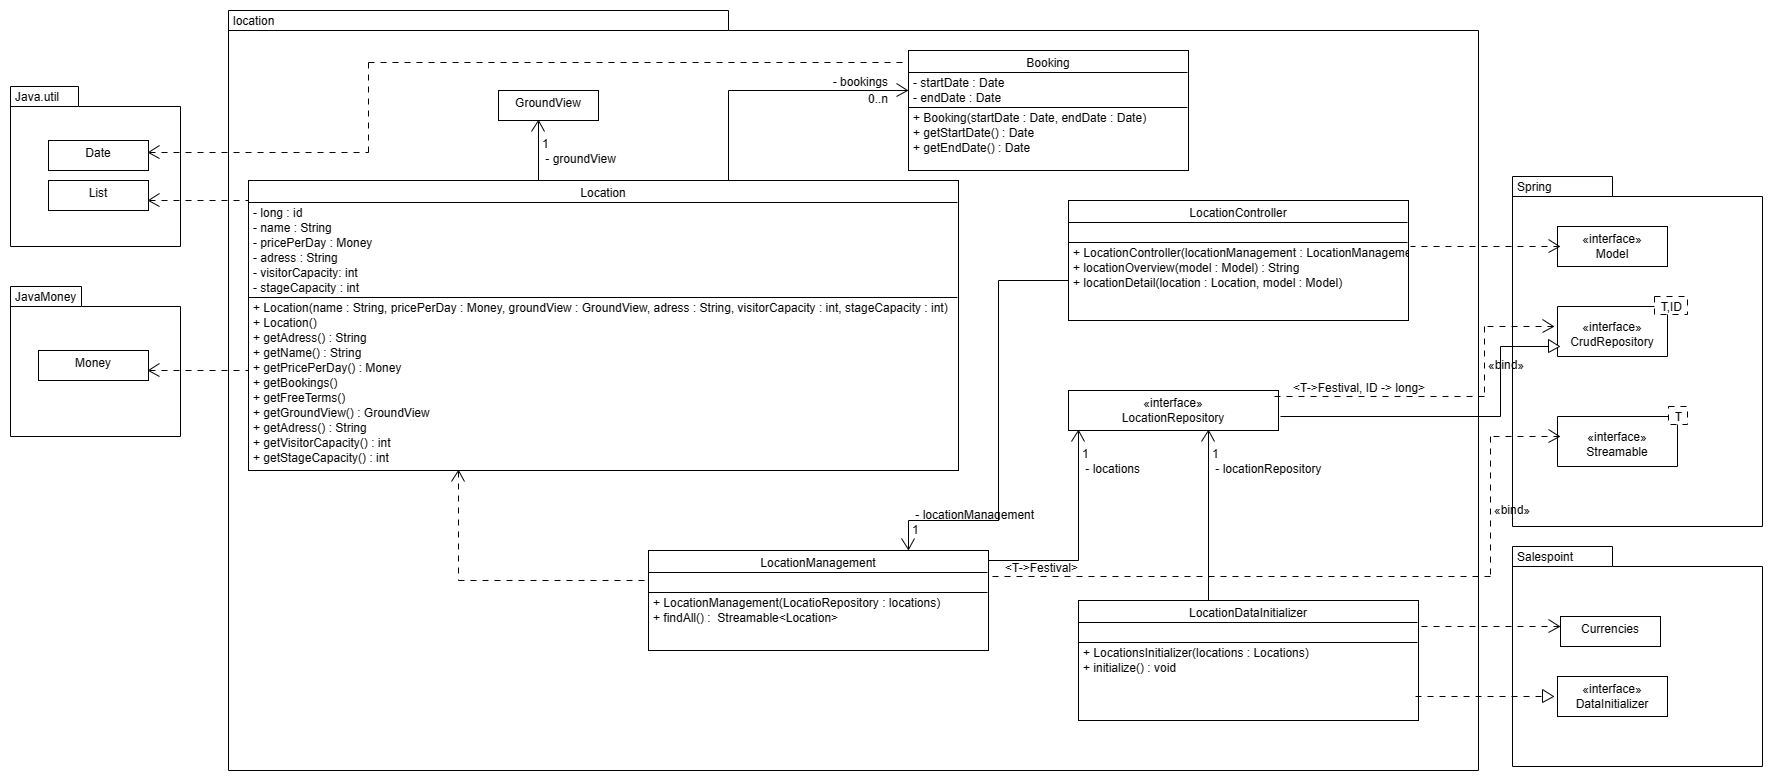 location
Java.util
Date
List
JavaMoney
Money
GroundView
1
- groundView
- bookings
0..n
Booking
- startDate : Date
- endDate : Date
+ Booking(startDate : Date, endDate : Date)
+ getStartDate() : Date
+ getEndDate() : Date
Location
- long : id
- name : String
- pricePerDay : Money
- adress : String
- visitorCapacity: int
- stageCapacity : int
+ Location(name : String, pricePerDay : Money, groundView : GroundView, adress : String, visitorCapacity : int, stageCapacity : int)
+ Location()
+ getAdress() : String
+ getName() : String
+ getPricePerDay() : Money
+ getBookings()
+ getFreeTerms()
+ getGroundView() : GroundView
+ getAdress() : String
+ getVisitorCapacity() : int
+ getStageCapacity() : int
LocationController
+ LocationController(locationManagement : LocationManageme
+ locationOverview(model : Model) : String
+ locationDetail(location : Location, model : Model)
«interface»
LocationRepository
<T->Festival, ID -> long>
«bind»
1
- locations
1
- locationRepository
- locationManagement
1
LocationManagement
+ LocationManagement(LocatioRepository : locations)
+ findAll() :  Streamable<Location>
<T->Festival>
«bind»
LocationDataInitializer
+ LocationsInitializer(locations : Locations)
+ initialize() : void
Spring
«interface»
Model
T,ID
«interface»
CrudRepository
T
«interface»
Streamable
Salespoint
Currencies
«interface»
DataInitializer